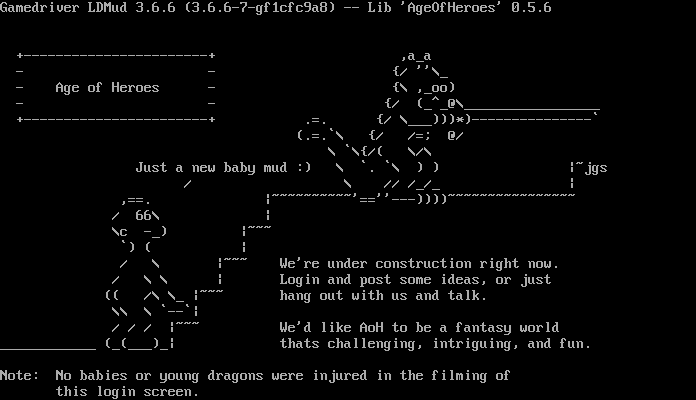 Gamedriver LDMud 3.6.6 (3.6.6-7-gf1cfc9a8) -- Lib 'AgeOfHeroes' 0.5.6
Age of Heroes
Just a new baby mud :)
jgs
We're under construction right now.
Login and post some ideas, or just
hang out with us and talk.
We'd like AoH to be a fantasy world
thats challenging, intriguing, and fun.
Note: No babies or young dragons were injured in the filming of
this login screen.